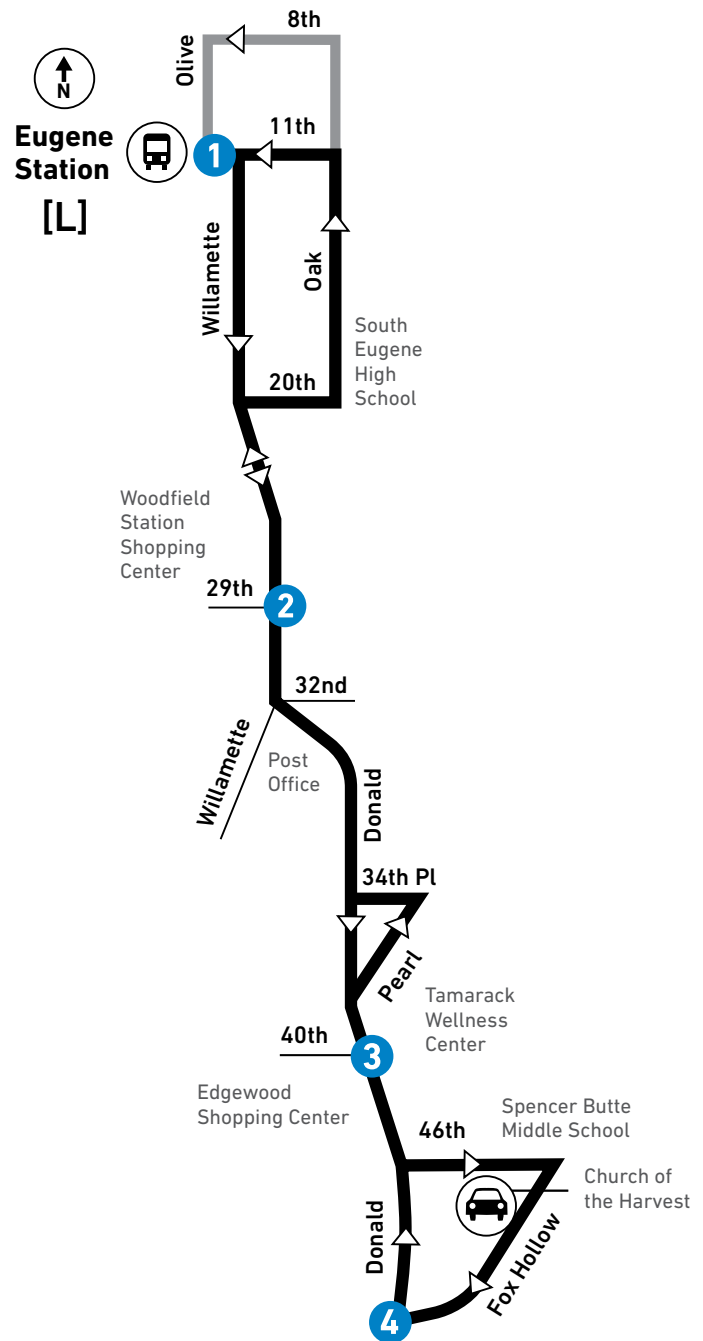 8th
Olive
N
11th
Eugene
Station
1
[L]
Willamette
Oak
South
Eugene
High
School
20th
Woodfield
Station
Shopping
Center
29th
2
32nd
Willamette
Post
Office
Donald
34th Pl
Pearl
Tamarack
Wellness
Center
40th
3
Edgewood
Shopping Center
46th
Spencer Butte
Middle School
Church of
the Harvest
Donald
Fox Hollow
4